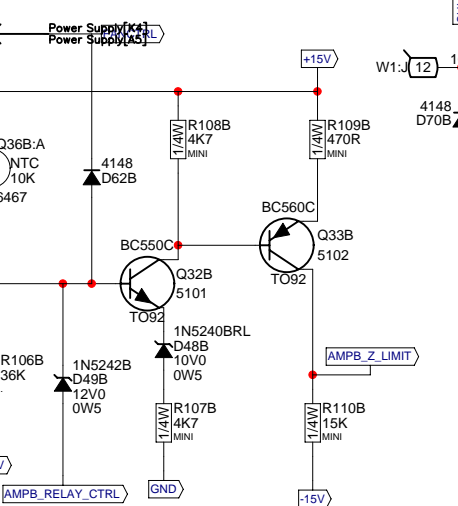 Power Supply[K4]
Power Supply[A5]
+15V
W1:J
12
1
4148
D70B
R108B
4K7
MINI
1/4W
R109B
470R
MINI
1/4W
Q36B:A
NTC
10K
6467
4148
D62B
BC550C
Q32B
5101
TO92
BC560C
Q33B
5102
TO92
1N5240BRL
D48B
10V0
0W5
AMPB_Z_LIMIT
R106B
36K
1N5242B
D49B
12V0
0W5
R107B
4K7
MINI
1/4W
R110B
15K
MINI
1/4W
AMPB_RELAY_CTRL
GND
-15V